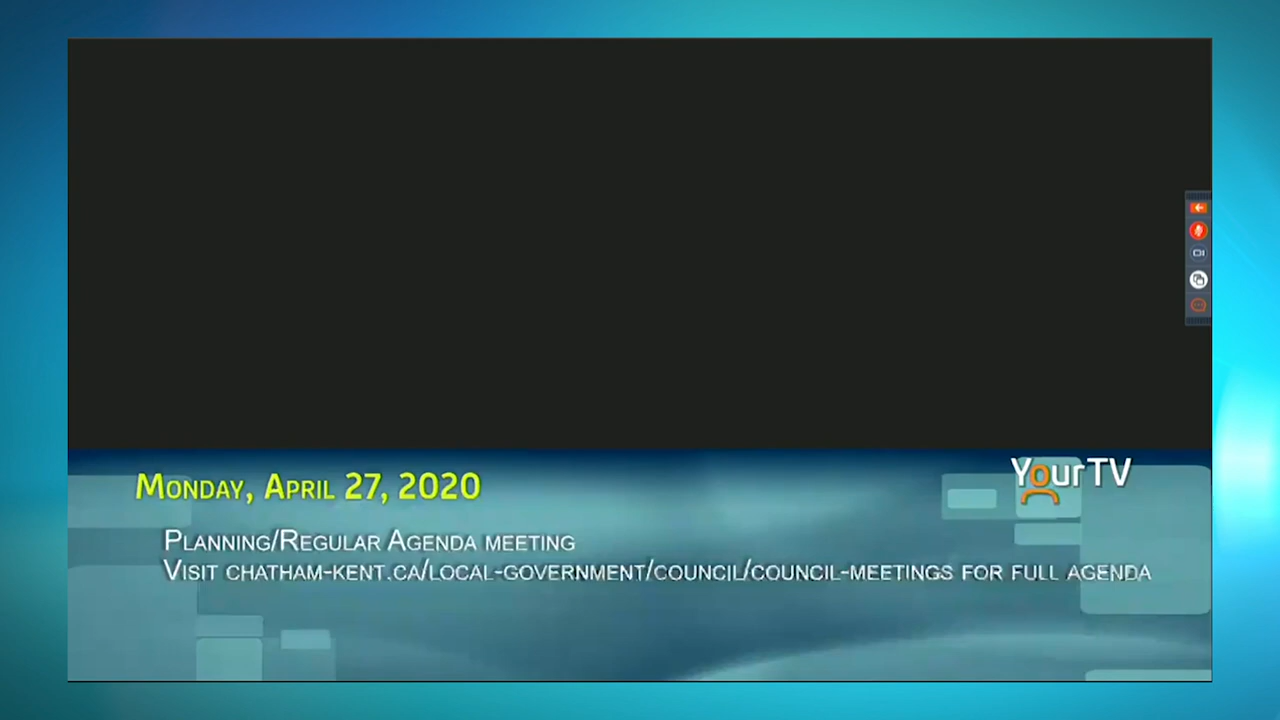 Monday, April 27, 2020
YourTV
Planning/Regular Agenda meeting
Visit chatham-kent.ca/local-government/council/council-meetings for full agenda